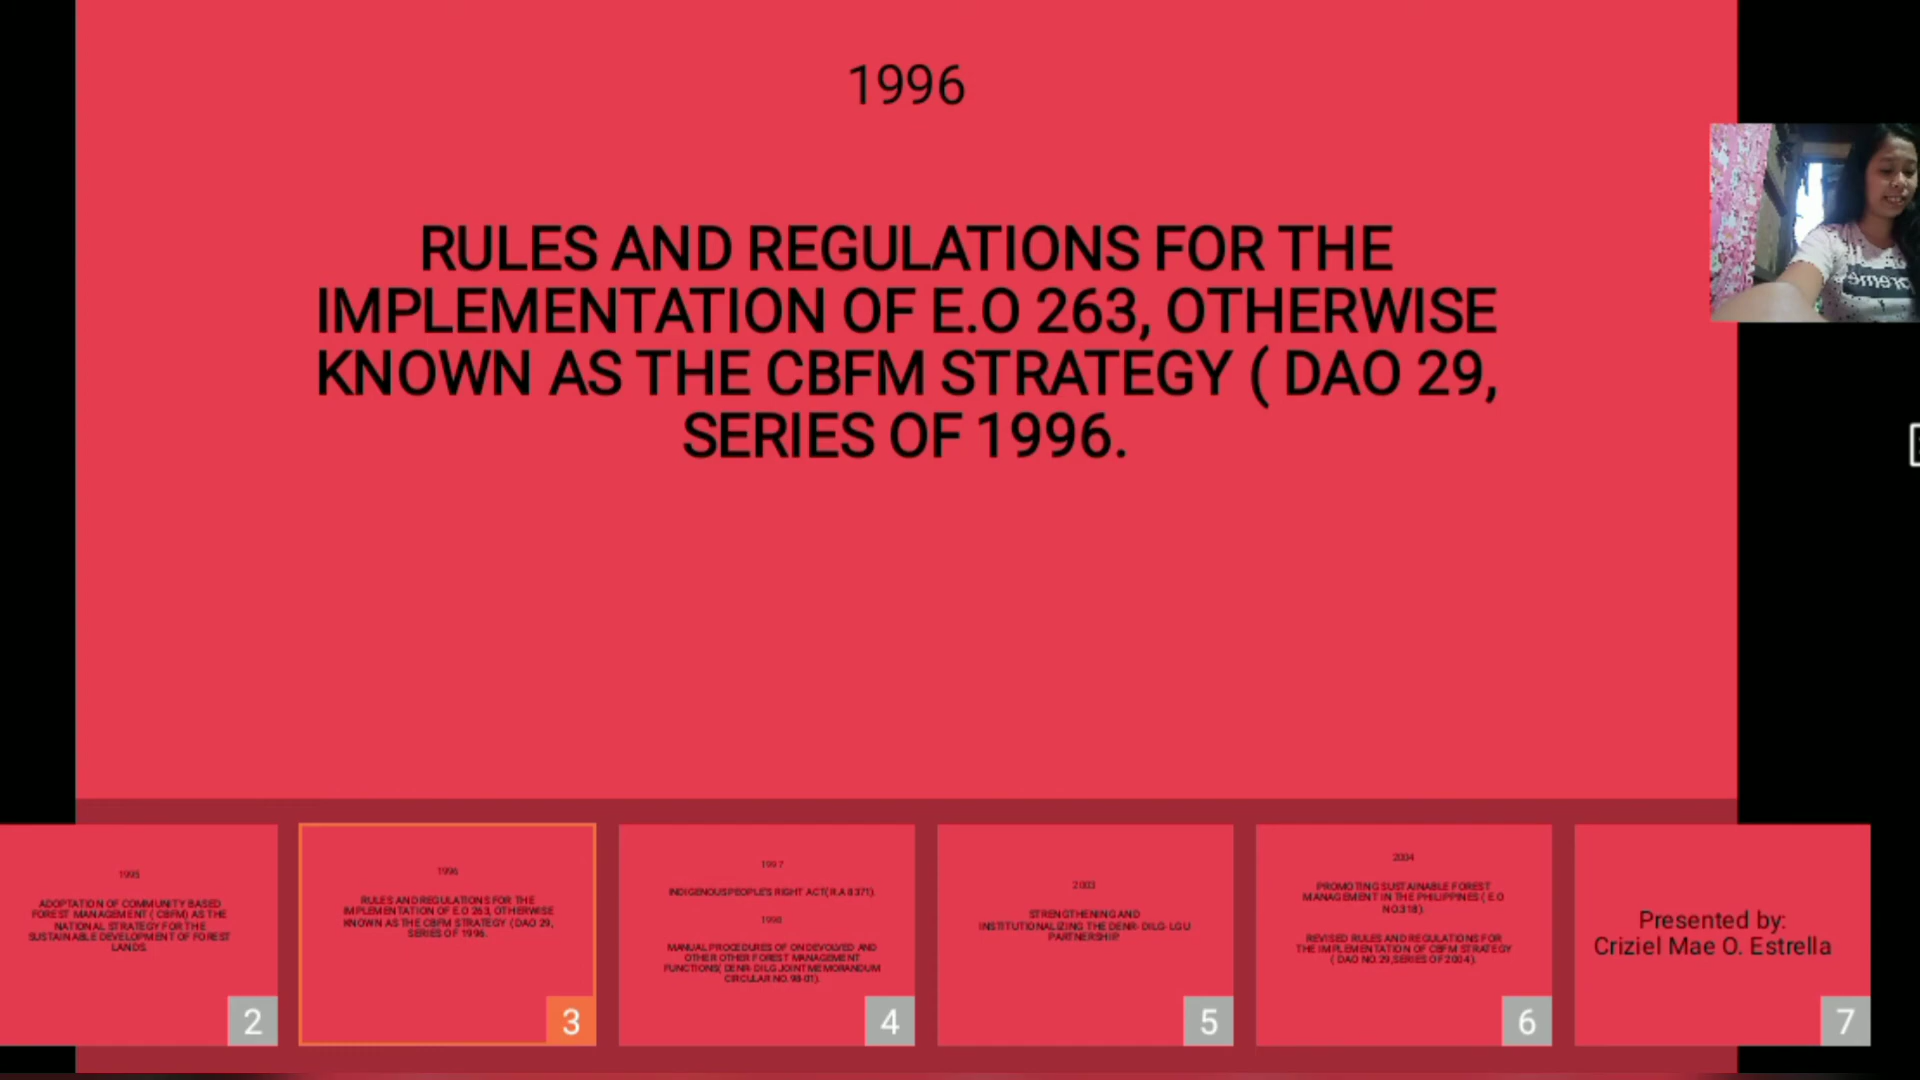 1996
RULES AND REGULATIONS FOR THE
IMPLEMENTATION OF E.O 263, OTHERWISE
KNOWN AS THE CBFM STRATEGY ( DAO 29,
SERIES OF 1996.
1995
ADOPTATION OF COMMUNITY BASED
FOREST MANAGEMENT ( CBFM) AS THE
NATIONAL STRATEGY FOR THE
SUSTAINABLE DEVELOPMENT OF FOREST
LANDS.
2
1996
RULES AND REGULATIONS FOR THE
IMPLEMENTATION OF E.O 263, OTHERWISE
KNOWN AS THE CBFM STRATEGY ( DAO 29,
SERIES OF 1996.
3
1997
INDIGENOUS PEOPLE'S RIGHT ACT( R.A 8371).
1998
MANUAL PROCEDURES OF ON DEVOLVED AND
OTHER OTHER FOREST MANAGEMENT
FUNCTIONS( DENR- DILG JOINT MEMORANDUM
CIRCULAR NO. 98-01).
4
2003
STRENGTHENING AND
INSTITUTIONALIZING THE DENR- DILG- LGU
PARTNERSHIP.
5
2004
PROMOTING SUSTAINABLE FOREST
MANAGEMENT IN THE PHILIPPINES ( E.O
NO.318).
REVISED RULES AND REGULATIONS FOR
THE IMPLEMENTATION OF CBFM STRATEGY
( DAO NO.29,SERIES OF 2004).
6
Presented by:
Criziel Mae O. Estrella
7